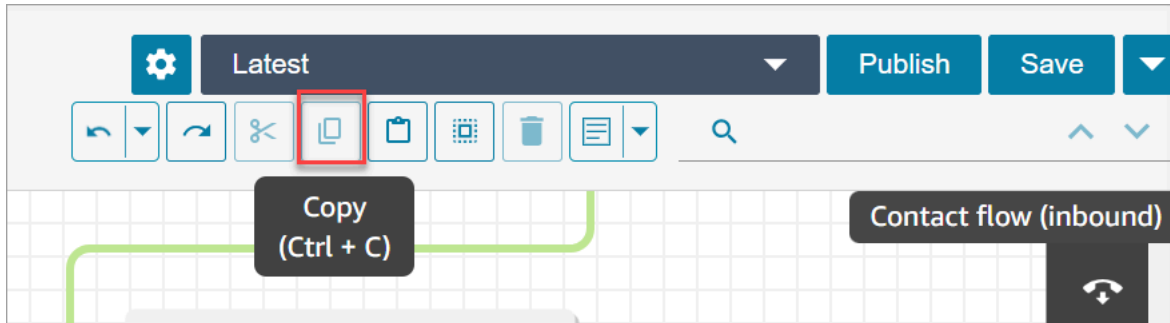 Latest
Publish
Save
Copy
(Ctrl + C)
Contact flow (inbound)